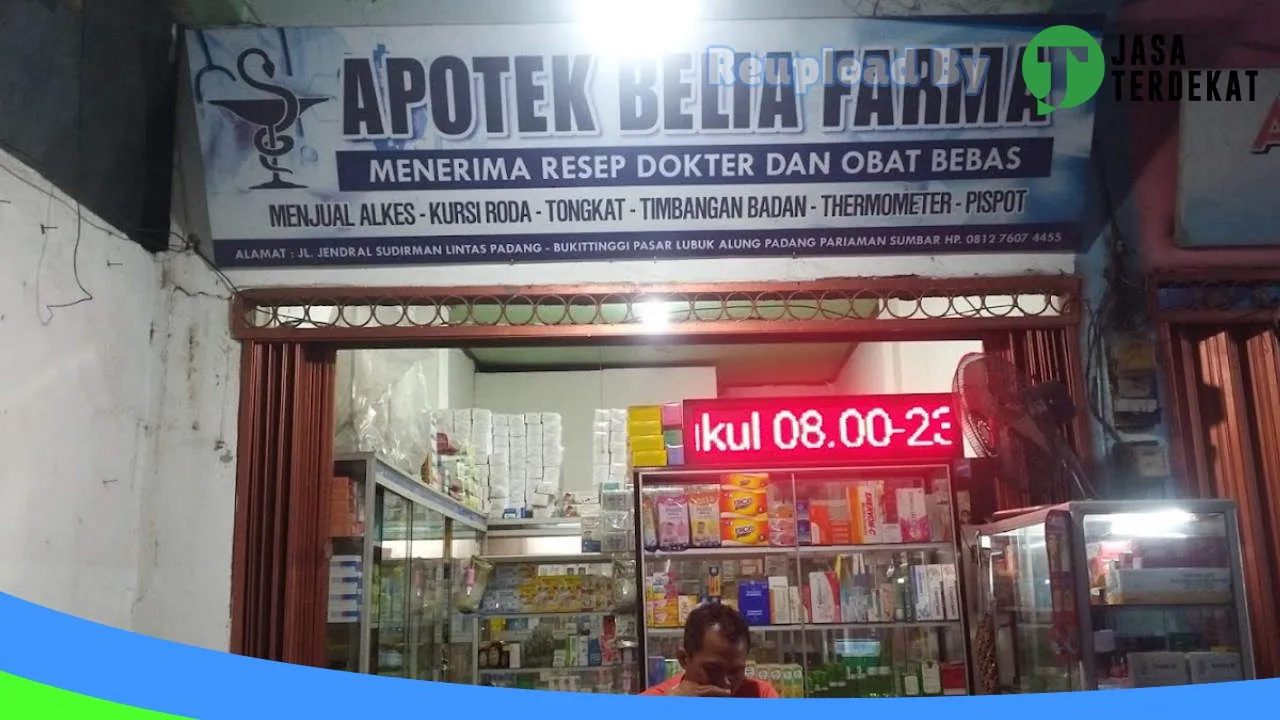 APOTEK BELIA FARMA
Reupload By
JASA
TERDEKAT
MENERIMA RESEP DOKTER DAN OBAT BEBAS
MENJUAL ALKES - KURSI RODA - TONGKAT - TIMBANGAN BADAN - THERMOMETER - PISPOT
ALAMAT : JL. JENDRAL SUDIRMAN LINTAS PADANG - BUKITTINGGI PASAR LUBUK ALUNG PADANG PARIAMAN SUMBAR HP. 0812 7607 4455
kul 08.00-23